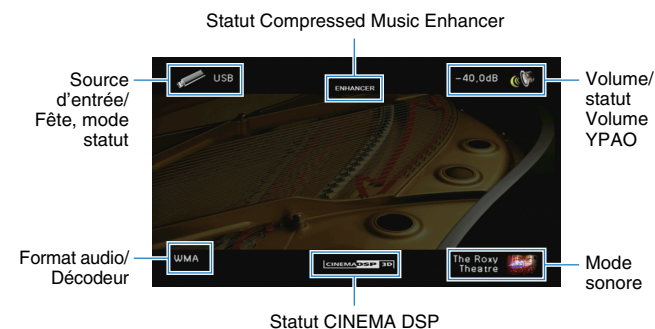 Statut Compressed Music Enhancer
Source
d'entrée/
Fête, mode
statut
USB
ENHANCER
-40,0dB
Volume/
statut
Volume
YPAO
Format audio/
Décodeur
WMA
CINEMA DSP 3D
The Roxy
Theatre
Mode
sonore
Statut CINEMA DSP